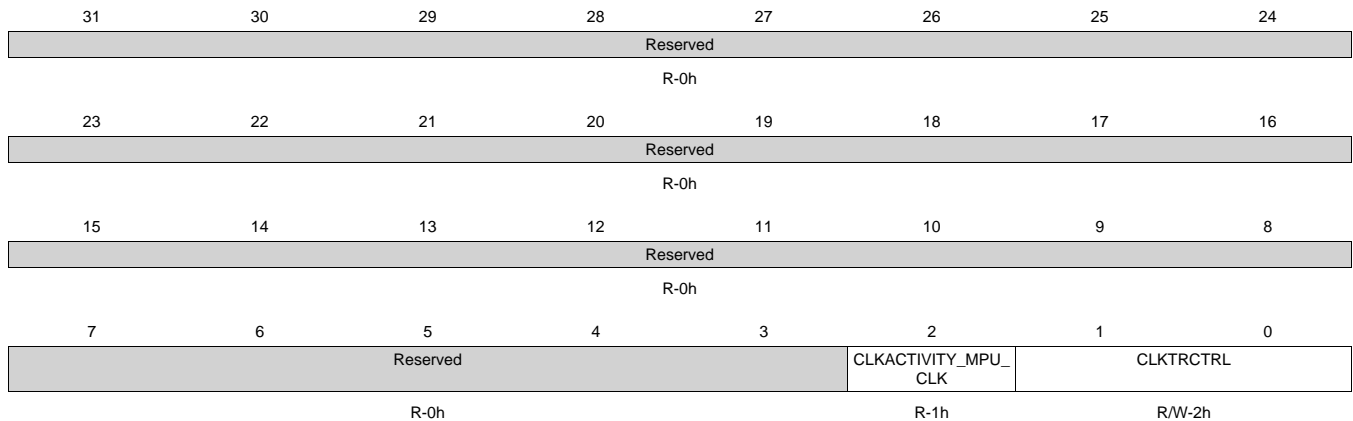 31 30 29 28 27 26 25 24
Reserved
R-0h
23 22 21 20 19 18 17 16
Reserved
R-0h
15 14 13 12 11 10 9 8
Reserved
R-0h
7 6 5 4 3 2 1 0
Reserved CLKACTIVITY_MPU_ CLKTRCTRL
CLK
R-0h R-1h R/W-2h